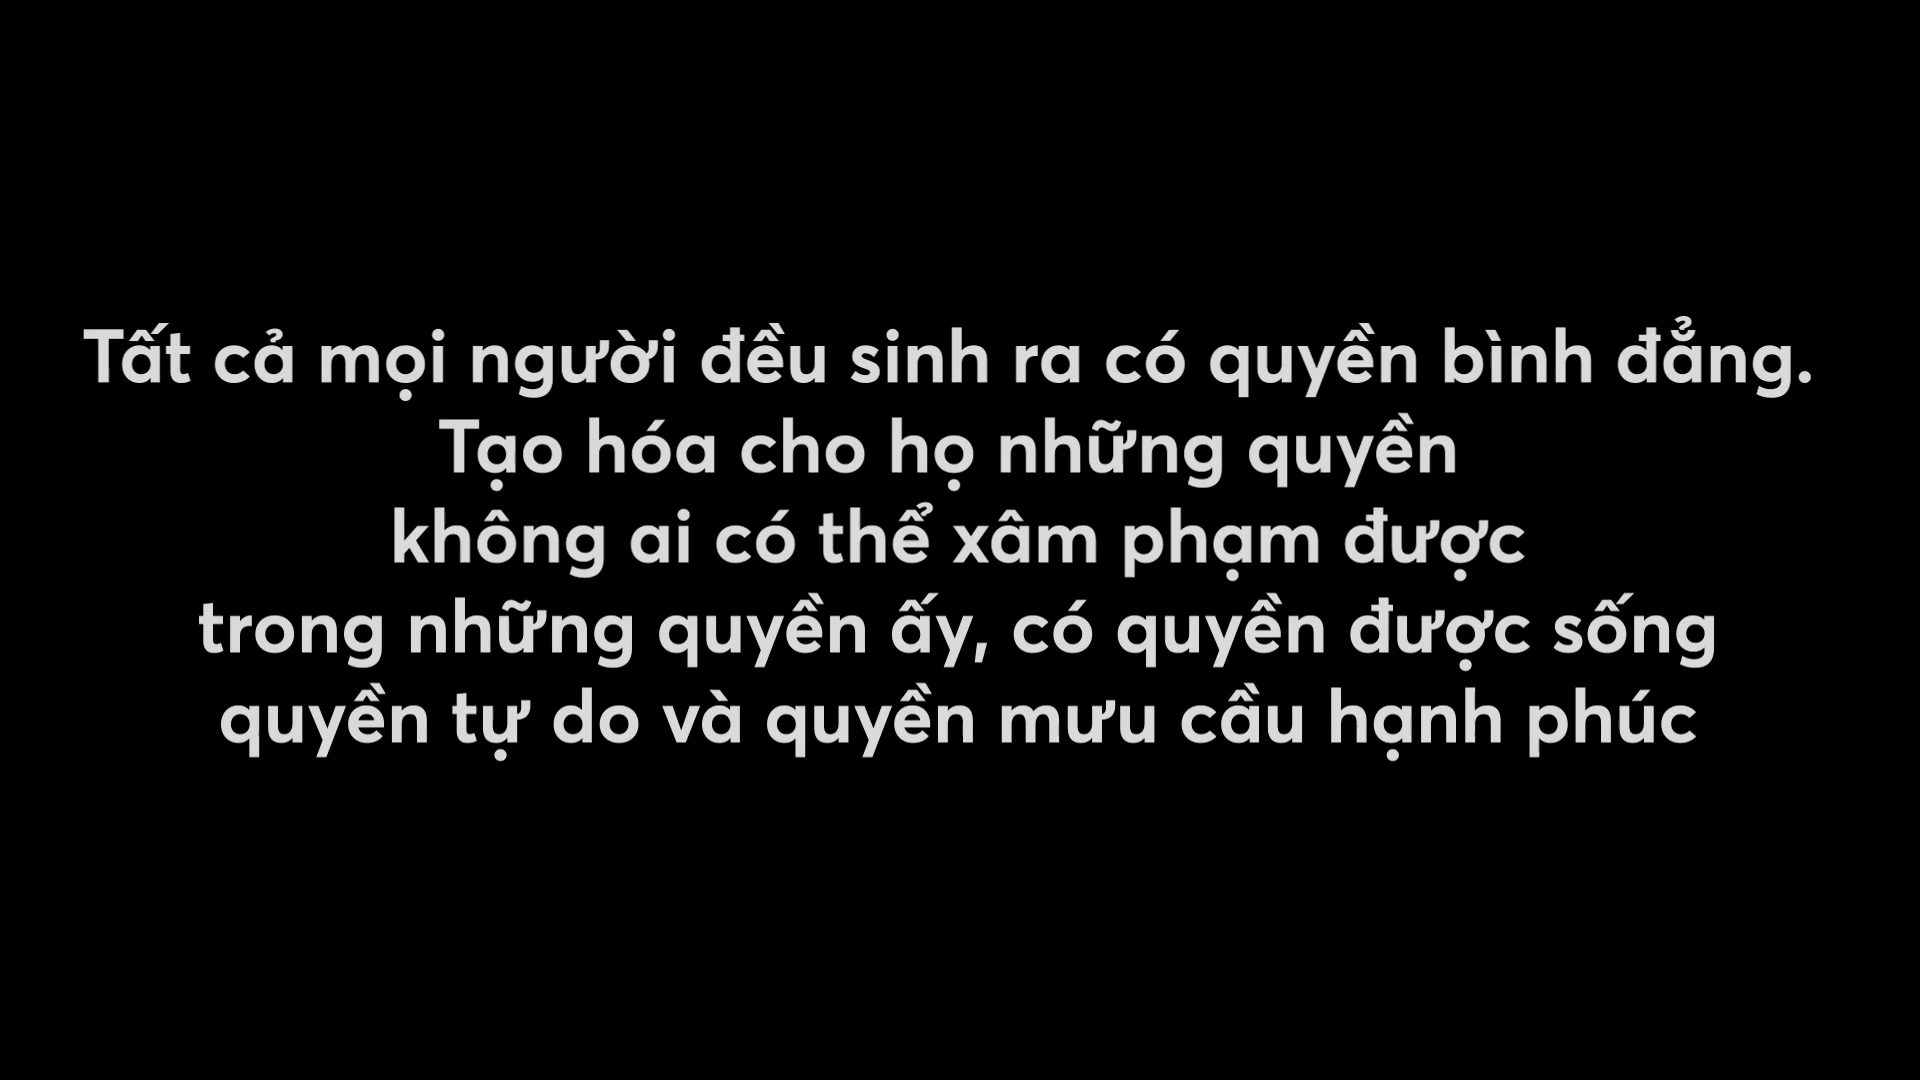 Tất cả mọi người đều sinh ra có quyền bình đẳng.
Tạo hóa cho họ những quyền
không ai có thể xâm phạm được
trong những quyền ấy, có quyền được sống
quyền tự do và quyền mưu cầu hạnh phúc